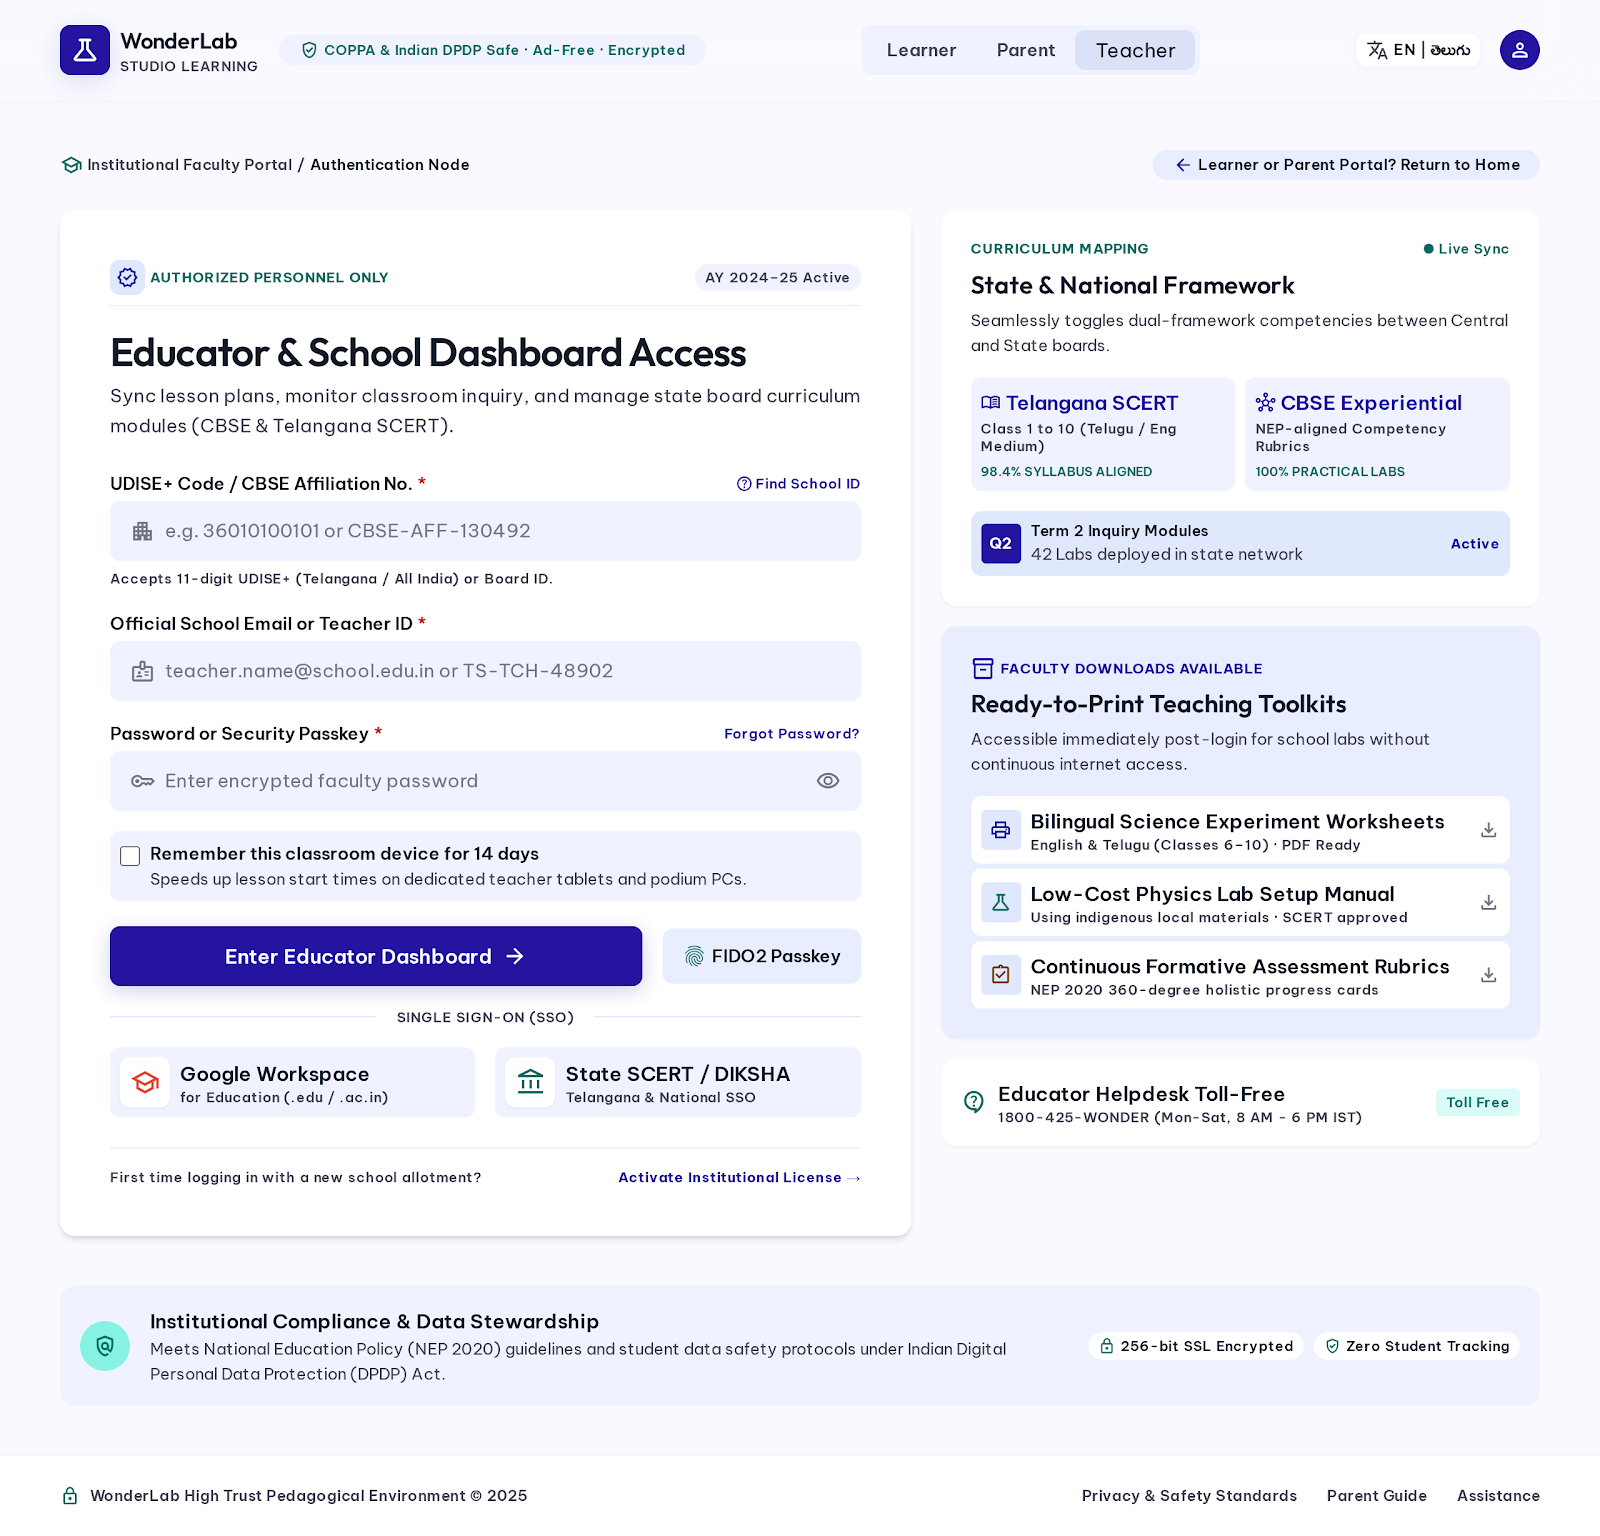 WonderLab
STUDIO LEARNING
COPPA & Indian DPDP Safe · Ad-Free · Encrypted
Learner
Parent
Teacher
EN | తెలుగు
Institutional Faculty Portal / Authentication Node
Learner or Parent Portal? Return to Home
AUTHORIZED PERSONNEL ONLY
AY 2024–25 Active
Educator & School Dashboard Access
Sync lesson plans, monitor classroom inquiry, and manage state board curriculum
modules (CBSE & Telangana SCERT).
UDISE+ Code / CBSE Affiliation No. *
Find School ID
e.g. 36010100101 or CBSE-AFF-130492
Accepts 11-digit UDISE+ (Telangana / All India) or Board ID.
Official School Email or Teacher ID *
teacher.name@school.edu.in or TS-TCH-48902
Password or Security Passkey *
Forgot Password?
Enter encrypted faculty password
Remember this classroom device for 14 days
Speeds up lesson start times on dedicated teacher tablets and podium PCs.
Enter Educator Dashboard →
FIDO2 Passkey
SINGLE SIGN-ON (SSO)
Google Workspace
for Education (.edu / .ac.in)
State SCERT / DIKSHA
Telangana & National SSO
First time logging in with a new school allotment?
Activate Institutional License →
CURRICULUM MAPPING
Live Sync
State & National Framework
Seamlessly toggles dual-framework competencies between Central
and State boards.
Telangana SCERT
Class 1 to 10 (Telugu / Eng
Medium)
98.4% SYLLABUS ALIGNED
CBSE Experiential
NEP-aligned Competency
Rubrics
100% PRACTICAL LABS
Q2
Term 2 Inquiry Modules
42 Labs deployed in state network
Active
FACULTY DOWNLOADS AVAILABLE
Ready-to-Print Teaching Toolkits
Accessible immediately post-login for school labs without
continuous internet access.
Bilingual Science Experiment Worksheets
English & Telugu (Classes 6–10) · PDF Ready
Low-Cost Physics Lab Setup Manual
Using indigenous local materials · SCERT approved
Continuous Formative Assessment Rubrics
NEP 2020 360-degree holistic progress cards
Educator Helpdesk Toll-Free
1800-425-WONDER (Mon-Sat, 8 AM - 6 PM IST)
Toll Free
Institutional Compliance & Data Stewardship
Meets National Education Policy (NEP 2020) guidelines and student data safety protocols under Indian Digital
Personal Data Protection (DPDP) Act.
256-bit SSL Encrypted
Zero Student Tracking
WonderLab High Trust Pedagogical Environment © 2025
Privacy & Safety Standards
Parent Guide
Assistance